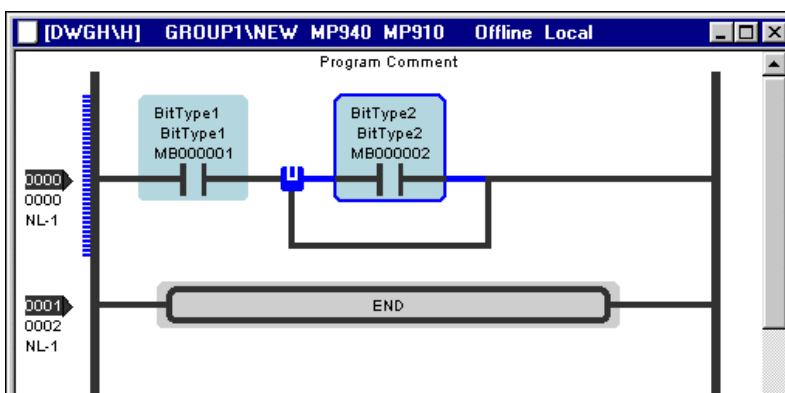 [DWGH\H] GROUP1\NEW MP940 MP910 Offline Local
Program Comment
BitType1
BitType1
MB000001
BitType2
BitType2
MB000002
0000
0000
NL-1
0001
0002
NL-1
END